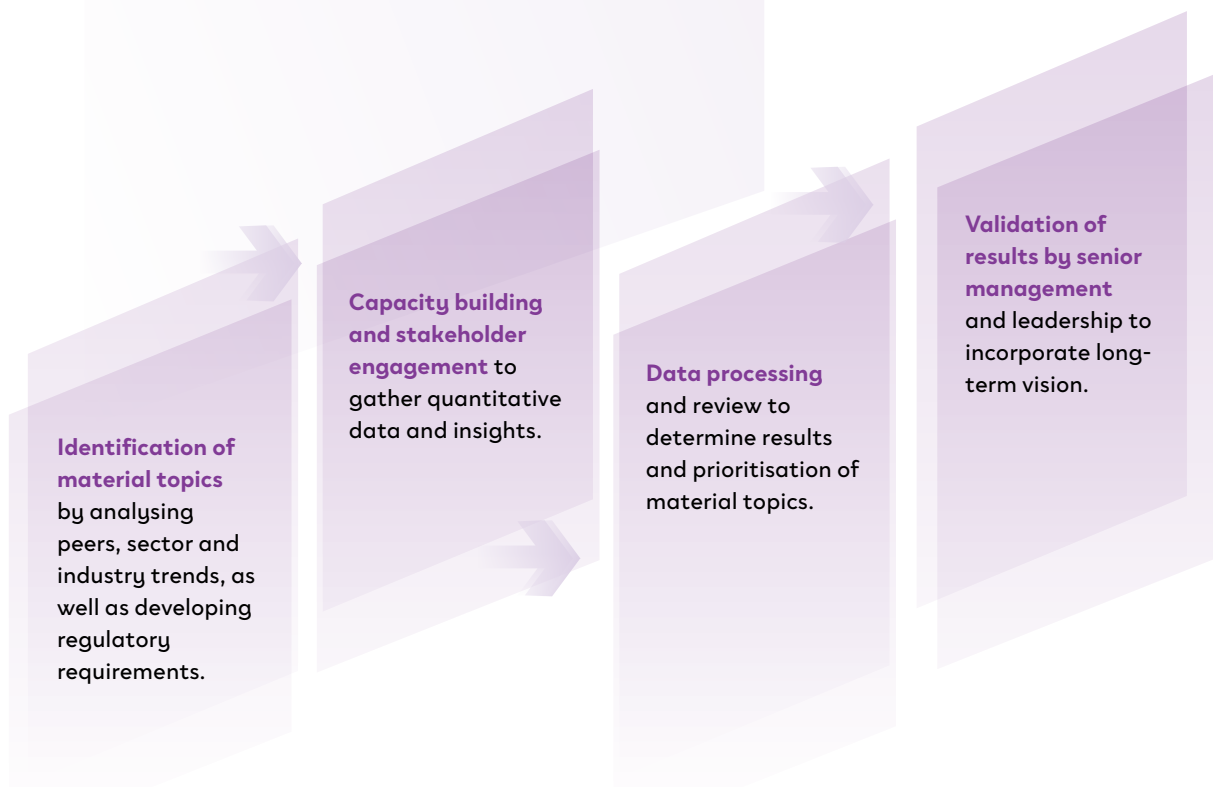 Identification of
material topics
by analysing
peers, sector and
industry trends, as
well as developing
regulatory
requirements.
Capacity building
and stakeholder
engagement to
gather quantitative
data and insights.
Data processing
and review to
determine results
and prioritisation of
material topics.
Validation of
results by senior
management
and leadership to
incorporate long-
term vision.